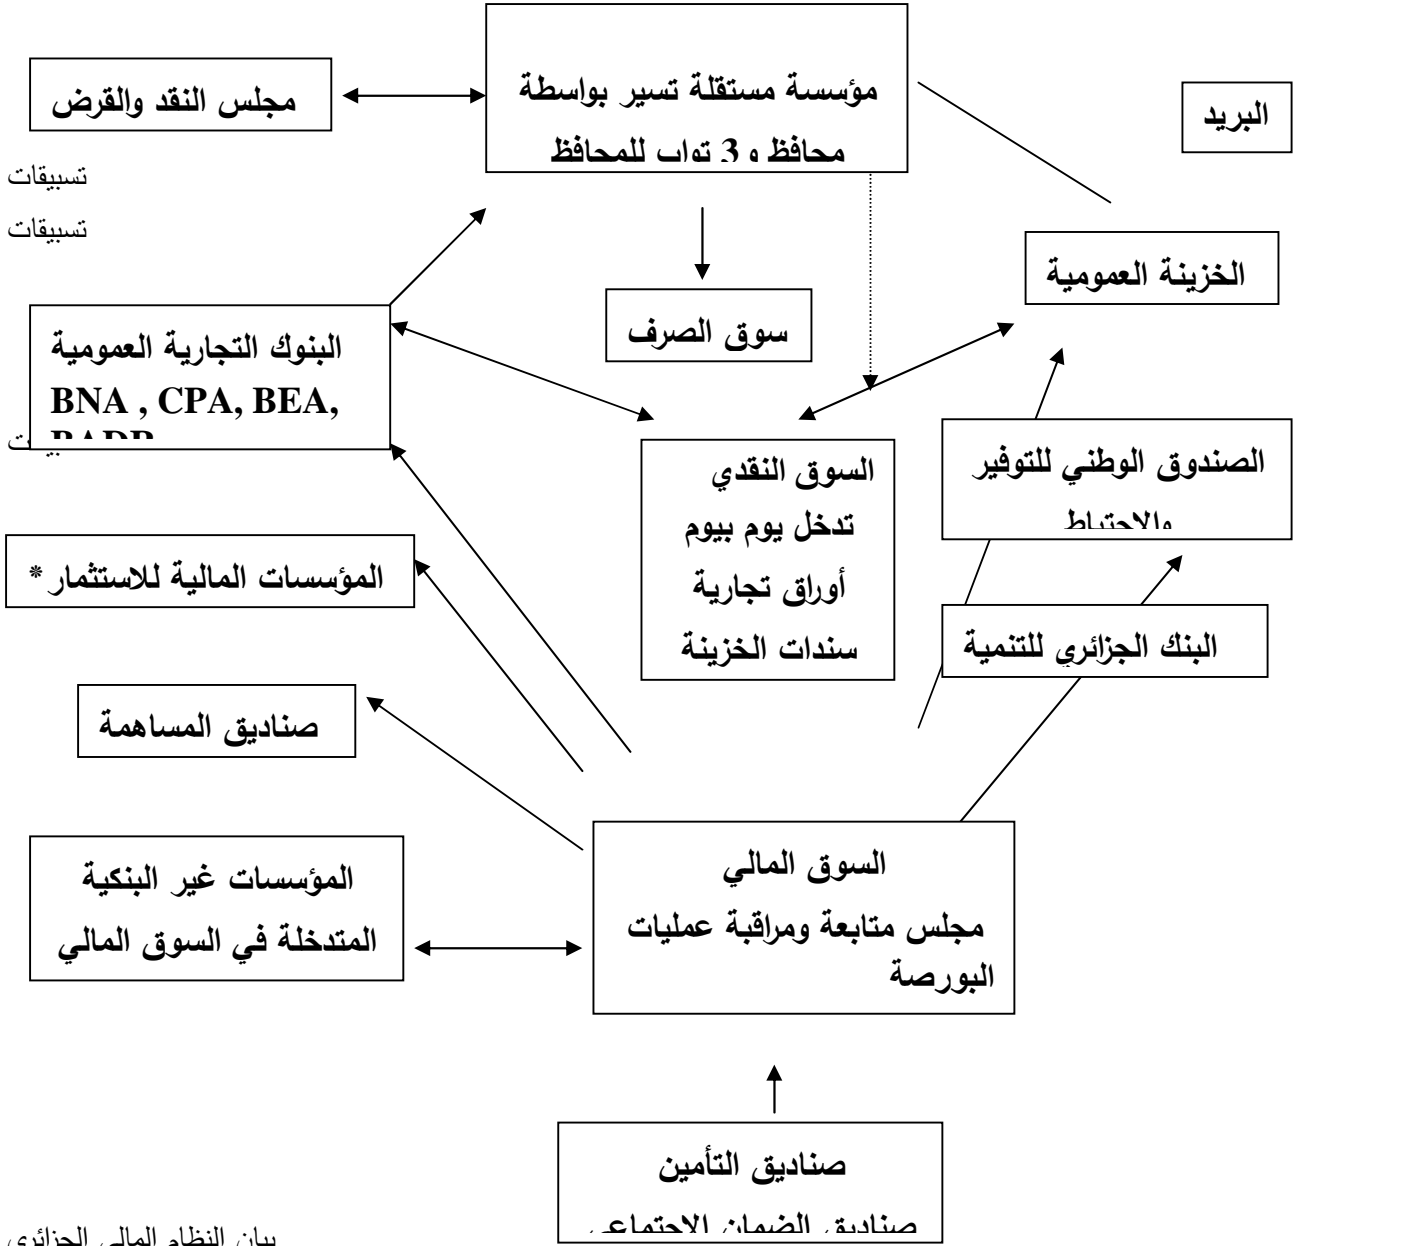 مؤسسة مستقلة تسير بواسطة
محافظ و 3 تواب للمحافظ
مجلس النقد والقرض
البريد
تسبيقات
تسبيقات
الخزينة العمومية
سوق الصرف
البنوك التجارية العمومية
BNA , CPA, BEA,
BADR
السوق النقدي
تدخل يوم بيوم
أوراق تجارية
سندات الخزينة
الصندوق الوطني للتوفير
والاحتياط
المؤسسات المالية للاستثمار *
البنك الجزائري للتنمية
صناديق المساهمة
السوق المالي
مجلس متابعة ومراقبة عمليات
البورصة
المؤسسات غير البنكية
المتدخلة في السوق المالي
صناديق التأمين
صناديق الضمان الاجتماعي
بيان النظام المالي الجزائري